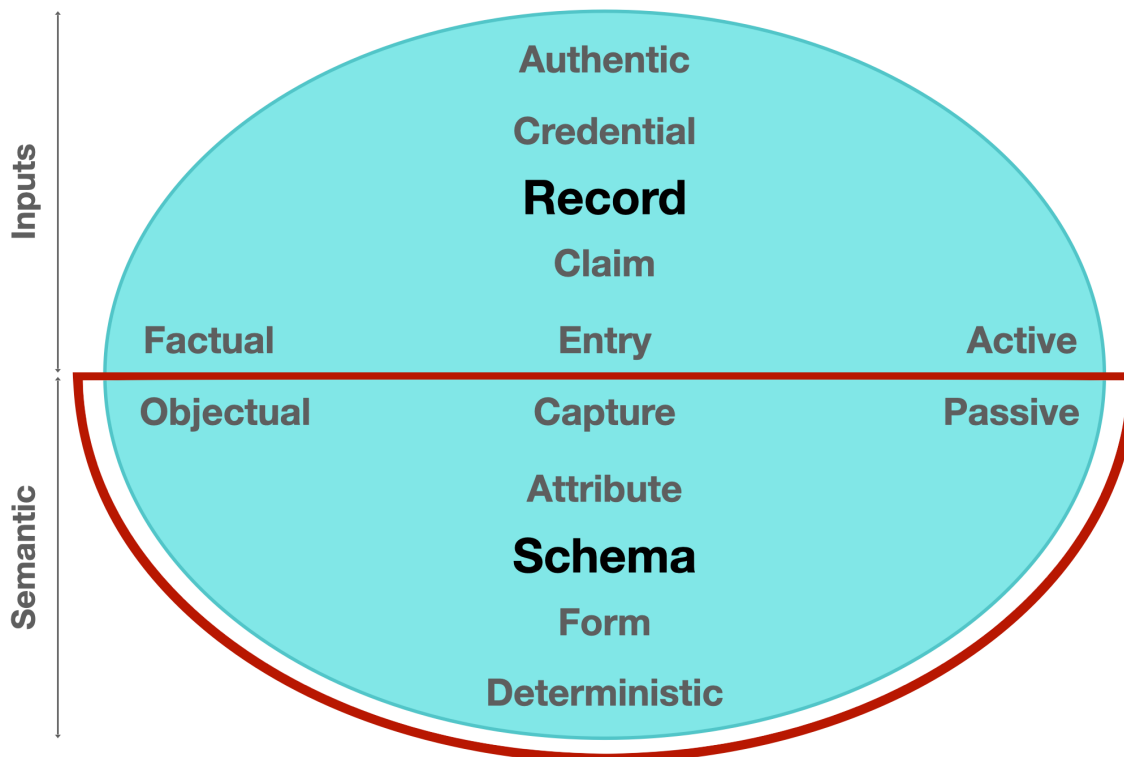 Inputs
Authentic
Credential
Record
Claim
Factual Entry Active
Semantic
Objectual Capture Passive
Attribute
Schema
Form
Deterministic